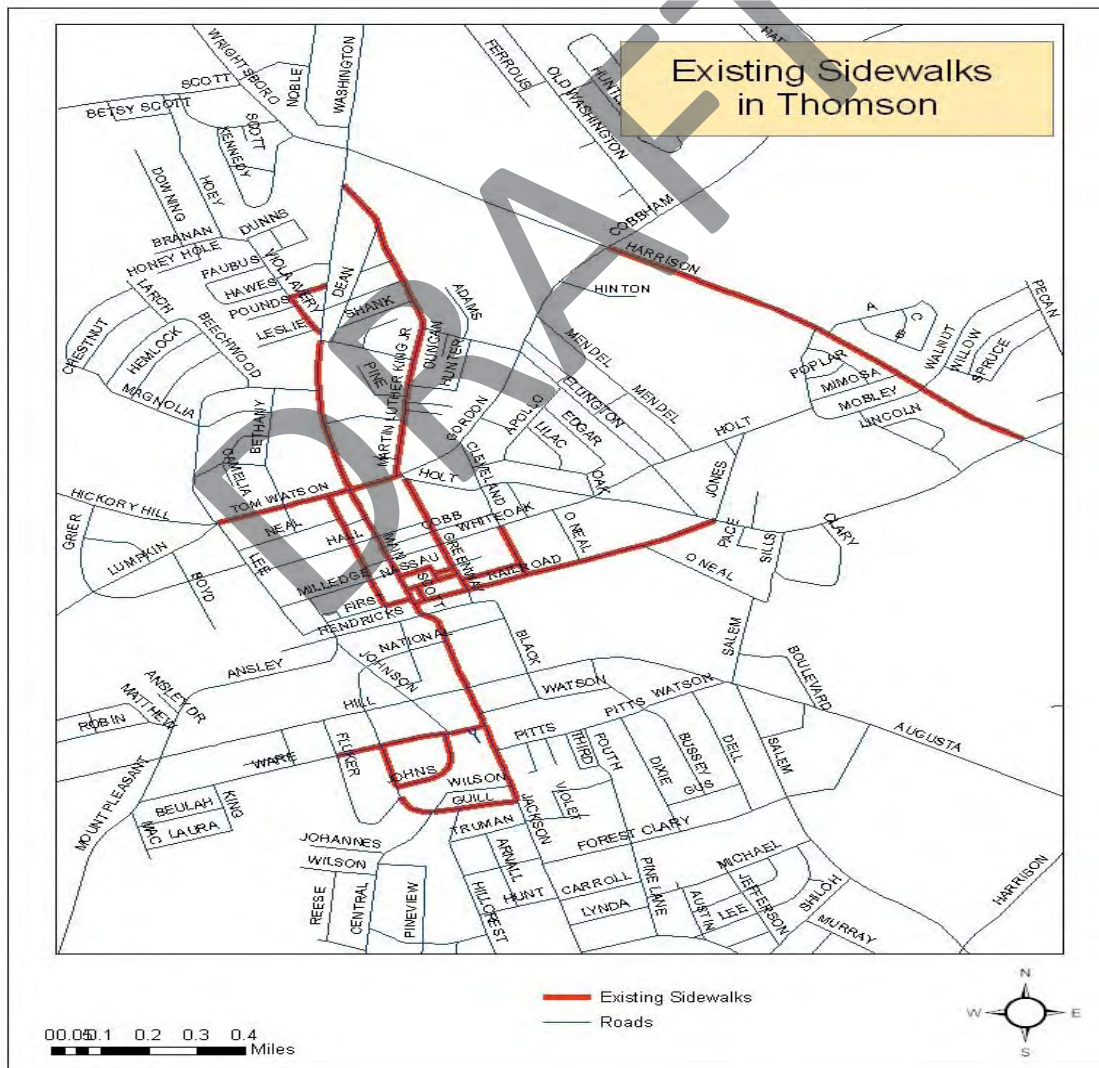 Existing Sidewalks
in Thomson
DRAFT
WRIGHTSBORO
SCOTT
NOBLE
WASHINGTON
BETSY SCOTT
SCOTT
KENNEDY
FERROUS
OLD WASHINGTON
DOWNING
HOEY
DUNNS
BRANAN
HONEY HOLE
FAUBUS
VIOLA AVERY
HAWES
POUNDS
LESLIE
DEAN
SHANK
COBBHAM
HARRISON
HINTON
ADAMS
DUNGAN
HUNTER
MARTIN LUTHER KING JR
PINE
LARCH
CHESTNUT
HEMLOCK
BEECHWOOD
MAGNOLIA
BETHANY
CAMELIA
MENDEL
MENDEL
ELLINGTON
EDGAR
APOLLO
LILAC
OAK
GORDON
CLEVELAND
HOLT
HOLT
A
B
C
WALNUT
WILLOW
SPRUCE
PECAN
POPLAR
MIMOSA
MOBLEY
LINCOLN
JONES
HICKORY HILL
TOM WATSON
GRIER
LUMPKIN
BOYD
NEAL
LEE
HALL
COBB
WHITEOAK
MAIN
GREENWAY
MILLEDGE
NASSAU
SCOTT
RAILROAD
O NEAL
O NEAL
PACE
SILLS
CLARY
FIRST
HENDRICKS
NATIONAL
JOHNSON
BLACK
ANSLEY
ANSLEY DR
MATTHEW
ROBIN
HILL
WATSON
PITTS WATSON
SALEM
BOULEVARD
AUGUSTA
PITTS
THIRD
FOUTH
DIXIE
BUSSEY
DELL
GUS
SALEM
WARE
FLUKER
JOHNS
WILSON
GUILL
JACKSON
VIOLET
MOUNT PLEASANT
BEULAH
KING
MAC
LAURA
JOHANNES
WILSON
REESE
CENTRAL
PINEVIEW
TRUMAN
ARNALL
HUNT
HILLCREST
CARROLL
LYNDA
PINE LANE
FOREST CLARY
MICHAEL
AUSTIN
LEE
JEFFERSON
SHILOH
MURRAY
HARRISON
Existing Sidewalks
Roads
0.1 0.2 0.3 0.4
Miles
N
W E
S